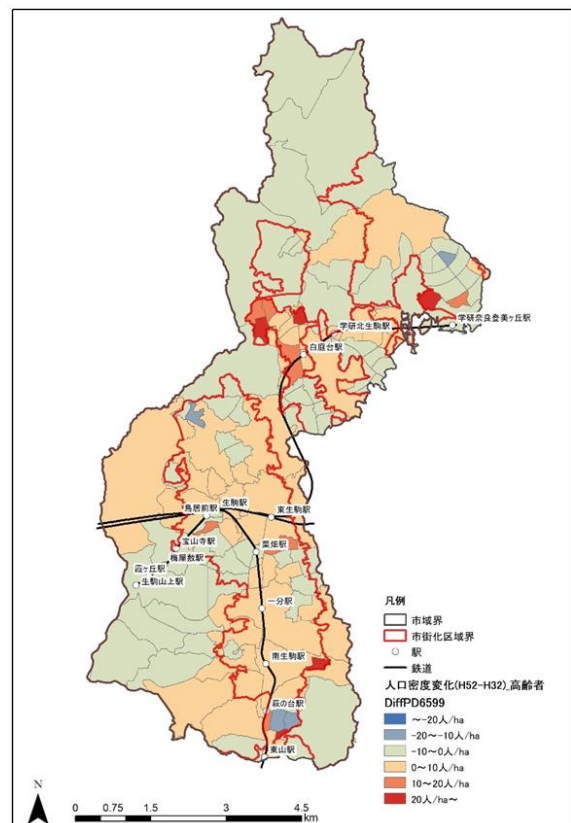 学研北生駒駅
学研奈良登美ヶ丘駅
白庭台駅
生駒駅
鳥居前駅
東生駒駅
宝山寺駅
菜畑駅
梅屋敷駅
霞ヶ丘駅
生駒山上駅
一分駅
南生駒駅
萩の台駅
東山駅
凡例
市域界
市街化区域界
駅
鉄道
人口密度変化(H52-H32)_高齢者
DiffPD6599
～-20人/ha
-20～-10人/ha
-10～0人/ha
0～10人/ha
10～20人/ha
20人/ha～
N
0 0.75 1.5 3 4.5
km